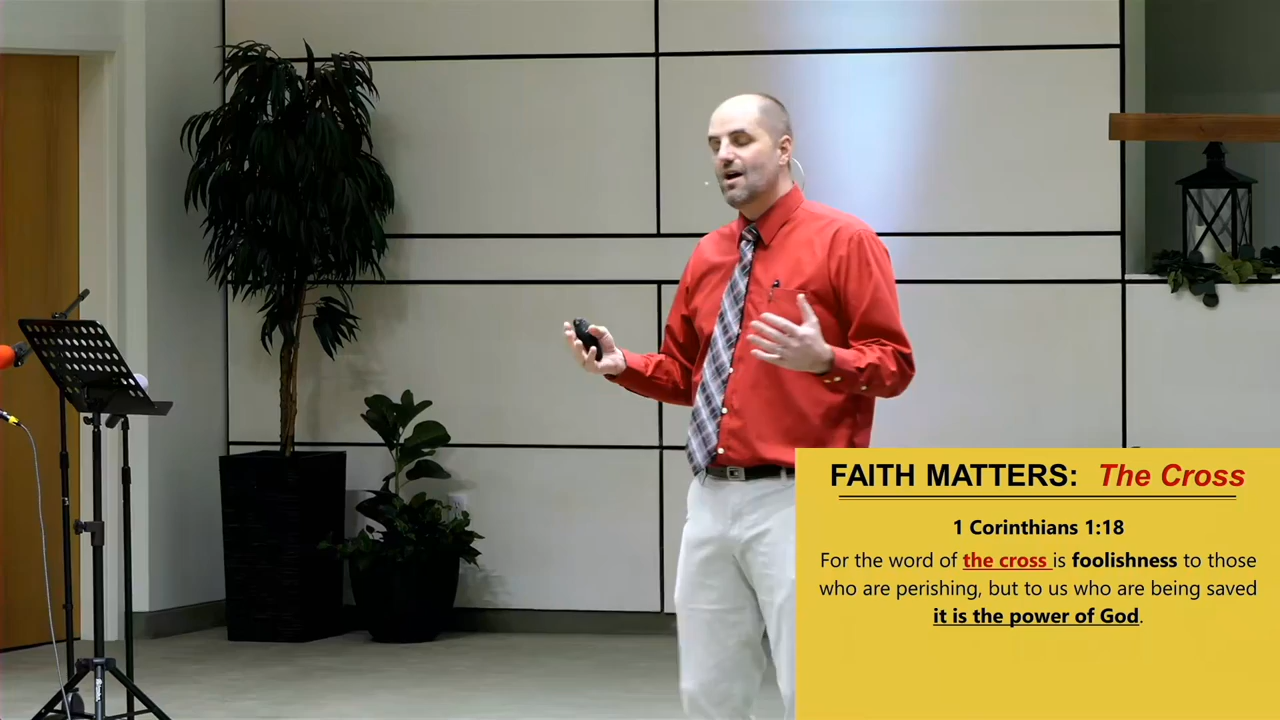 FAITH MATTERS: The Cross
1 Corinthians 1:18
For the word of the cross is foolishness to those
who are perishing, but to us who are being saved
it is the power of God.